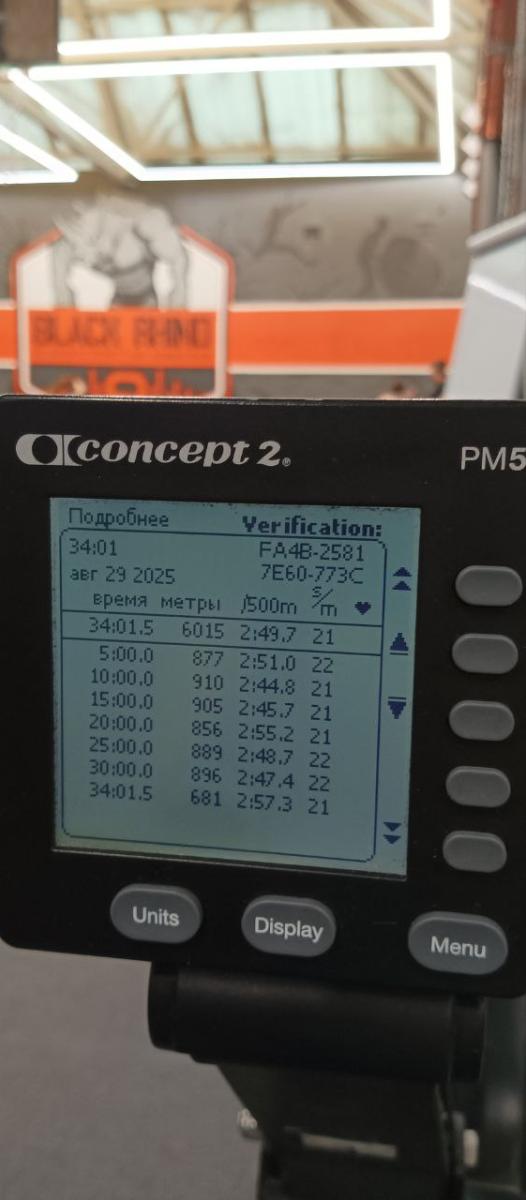 BLACK RHINO
concept 2®
PM5
Подробнее Verification:
34:01 FA4B-2581
авг 29 2025 7E60-773C
время метры /500m s/m ♥
34:01.5 6015 2:49.7 21
5:00.0 877 2:51.0 22
10:00.0 910 2:44.8 21
15:00.0 905 2:45.7 21
20:00.0 856 2:55.2 21
25:00.0 889 2:48.7 22
30:00.0 896 2:47.4 22
34:01.5 681 2:57.3 21
Units Display Menu